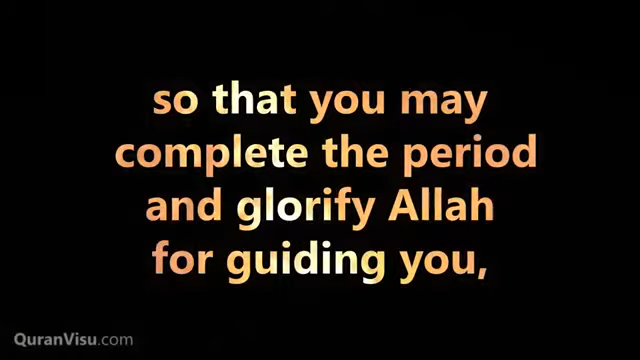 so that you may
complete the period
and glorify Allah
for guiding you,
QuranVisu.com